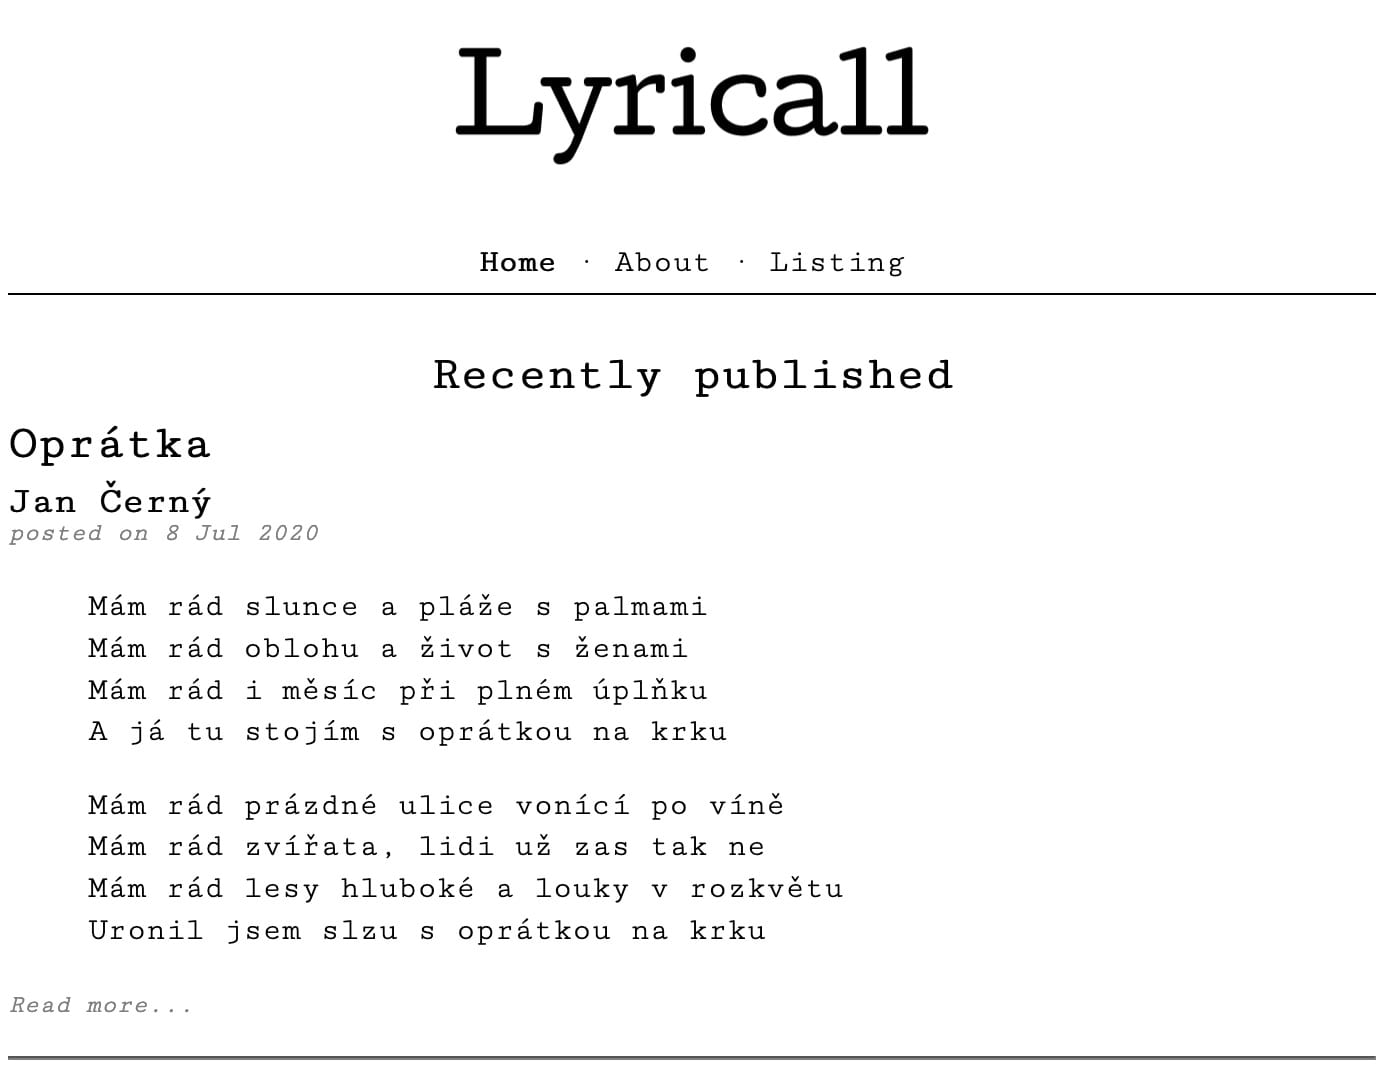 Lyricall
Home · About · Listing
Recently published
Oprátka
Jan Černý
posted on 8 Jul 2020
Mám rád slunce a pláže s palmami
Mám rád oblohu a život s ženami
Mám rád i měsíc při plném úplňku
A já tu stojím s oprátkou na krku
Mám rád prázdné ulice vonící po víně
Mám rád zvířata, lidi už zas tak ne
Mám rád lesy hluboké a louky v rozkvětu
Uronil jsem slzu s oprátkou na krku
Read more...